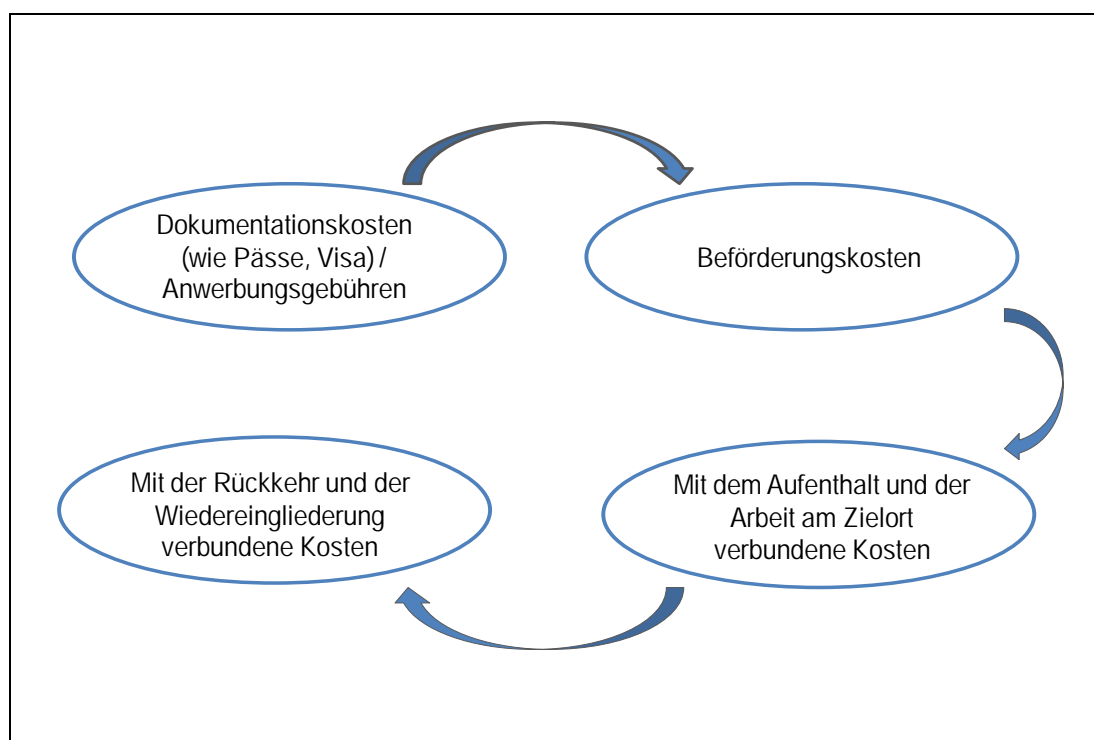 Dokumentationskosten
(wie Pässe, Visa) /
Anwerbungsgebühren
Beförderungskosten
Mit der Rückkehr und der
Wiedereingliederung
verbundene Kosten
Mit dem Aufenthalt und der
Arbeit am Zielort
verbundene Kosten